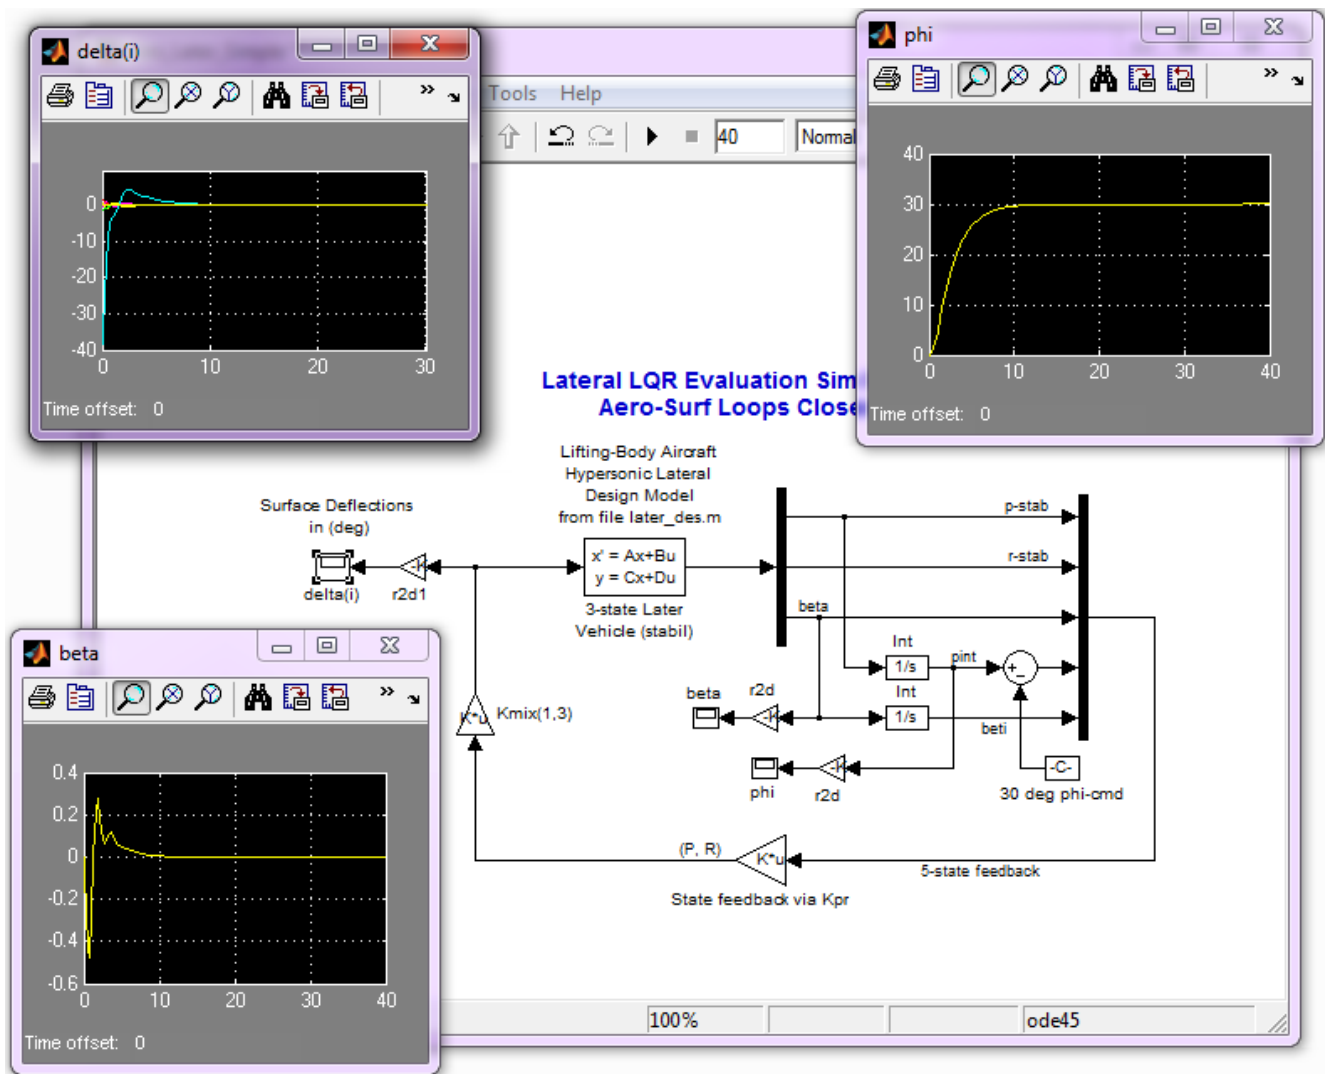 delta(i)
0
-10
-20
-30
-40
0
10
20
30
Time offset: 0
Tools Help
40
Normal
phi
40
30
20
10
0
0
10
20
30
40
Time offset: 0
Lateral LQR Evaluation Sim
Aero-Surf Loops Close
Lifting-Body Aircraft
Hypersonic Lateral
Design Model
from file later_des.m
Surface Deflections
in (deg)
delta(i)
-K
r2d1
x' = Ax+Bu
y = Cx+Du
3-state Later
Vehicle (stabil)
p-stab
r-stab
beta
Int
1/s
pint
+
-
Int
1/s
beti
beta
r2d
-K
phi
-K
r2d
-C-
30 deg phi-cmd
K*u
Kmix(1,3)
(P, R)
K*u
5-state feedback
State feedback via Kpr
beta
0.4
0.2
0
-0.2
-0.4
-0.6
0
10
20
30
40
Time offset: 0
100%
ode45